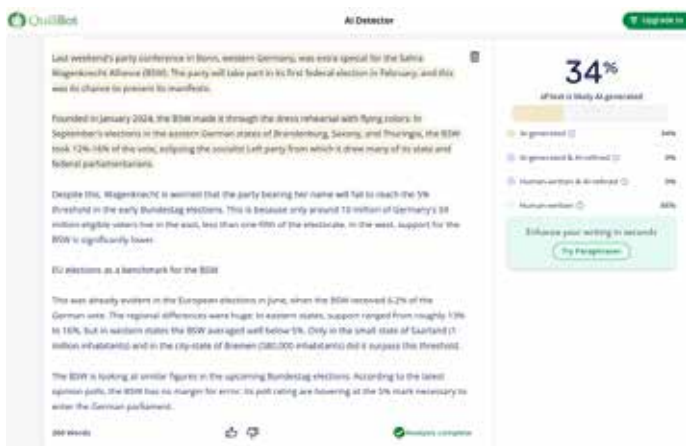 QuillBot
AI Detector
Upgrade to
Last weekend's party conference in Bonn, western Germany, was extra special for the Sahra
Wagenknecht Alliance (BSW). The party will take part in its first federal election in February, and this
was its chance to present its manifesto.
Founded in January 2024, the BSW made it through the dress rehearsal with flying colors: In
September's elections in the eastern German states of Brandenburg, Saxony, and Thuringia, the BSW
took 12%-16% of the vote, eclipsing the socialist Left party from which it drew many of its state and
federal parliamentarians.
Despite this, Wagenknecht is worried that the party bearing her name will fail to reach the 5%
threshold in the early Bundestag elections. This is because only around 10 million of Germany's
million eligible voters live in the east, less than one-fifth of the electorate. In the west, support for the
BSW is significantly lower.
EU elections as a benchmark for the BSW
This was already evident in the European elections in June, when the BSW received 6.2% of the
German vote. The regional differences were huge: In eastern states, support ranged from roughly 13%
to 16%, but in western states the BSW averaged well below 5%. Only in the small state of Saarland (1
million inhabitants) and in the city-state of Bremen (580,000 inhabitants) did it surpass this threshold.
The BSW is looking at similar figures in the upcoming Bundestag elections. According to the latest
opinion polls, the BSW has no margin for error: Its poll rating are hovering at the 5% mark necessary to
enter the German parliament.
Words
Analysis complete
34%
of text is likely AI-generated
AI-generated 34%
AI-generated & AI-refined 0%
Human-written & AI-refined 0%
Human-written 66%
Enhance your writing in seconds
Try Paraphraser